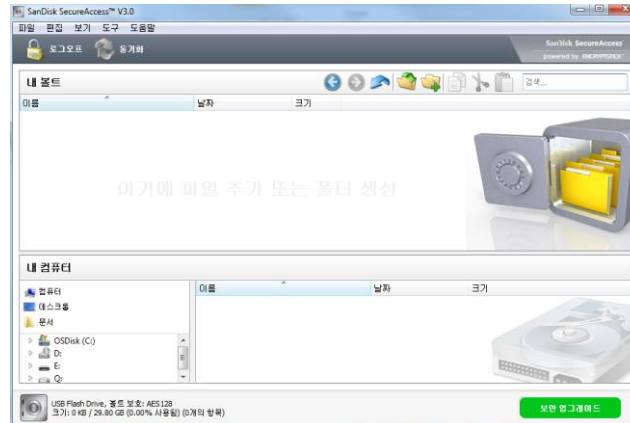 SanDisk SecureAccess™ V3.0
파일 편집 보기 도구 도움말
로그오프 동기화
SanDisk SecureAccess
powered by ENCRYPTSTICK
내 볼트
검색...
이름 날짜 크기
여기에 파일 추가 또는 폴더 생성
내 컴퓨터
컴퓨터
데스크톱
문서
OSDisk (C:)
D:
E:
Q:
이름 날짜 크기
USB Flash Drive, 볼트 보호: AES128
크기: 0 KB / 29.80 GB (0.00% 사용됨) (0개의 항목)
보안 업그레이드